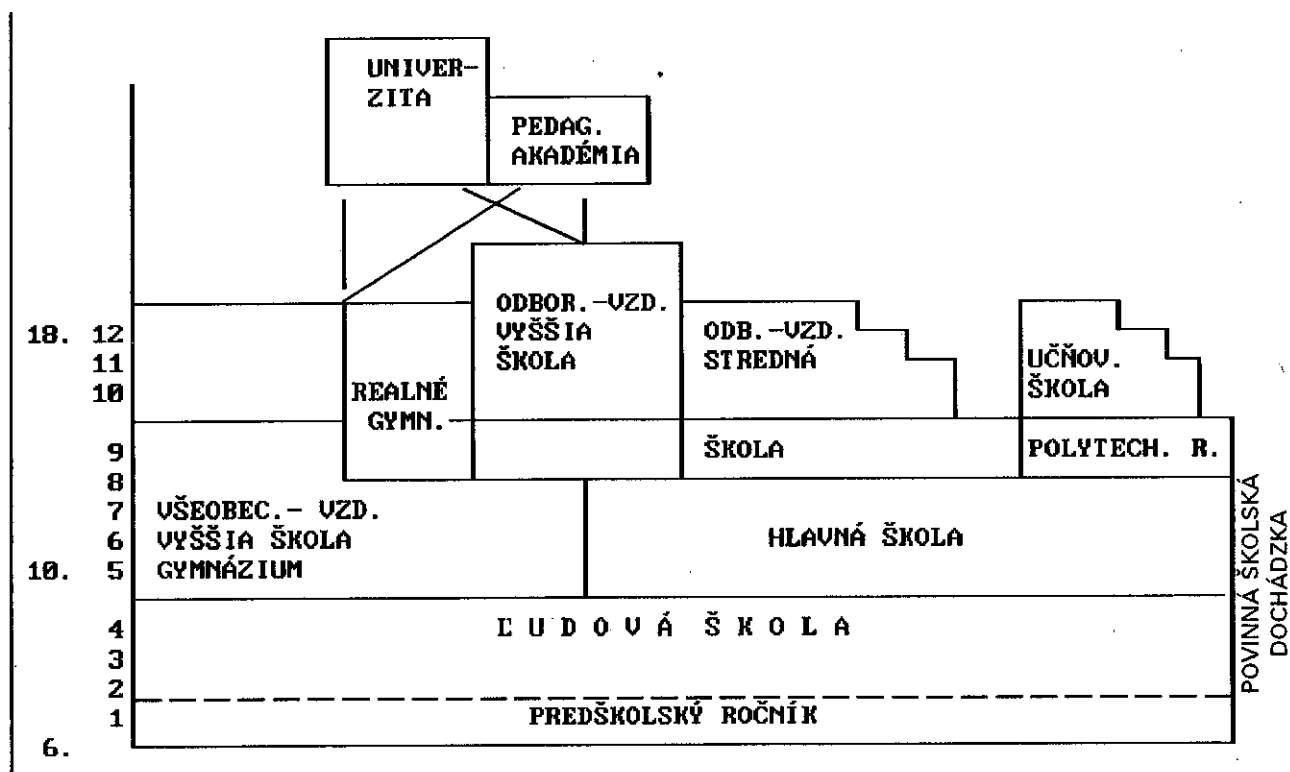 UNIVER-
ZITA
PEDAG.
AKADÉMIA
ODBOR.-VZD.
VYŠŠIA
ŠKOLA
ODB.-VZD.
STREDNÁ
ŠKOLA
UČŇOV.
ŠKOLA
REALNÉ
GYMN.
POLYTECH. R.
18. 12
11
10
9
8
7
6
10. 5
4
3
2
1
6.
VŠEOBEC.- VZD.
VYŠŠIA ŠKOLA
GYMNÁZIUM
HLAVNÁ ŠKOLA
ĽUDOVÁ ŠKOLA
PREDŠKOLSKÝ ROČNÍK
POVINNÁ ŠKOLSKÁ
DOCHÁDZKA